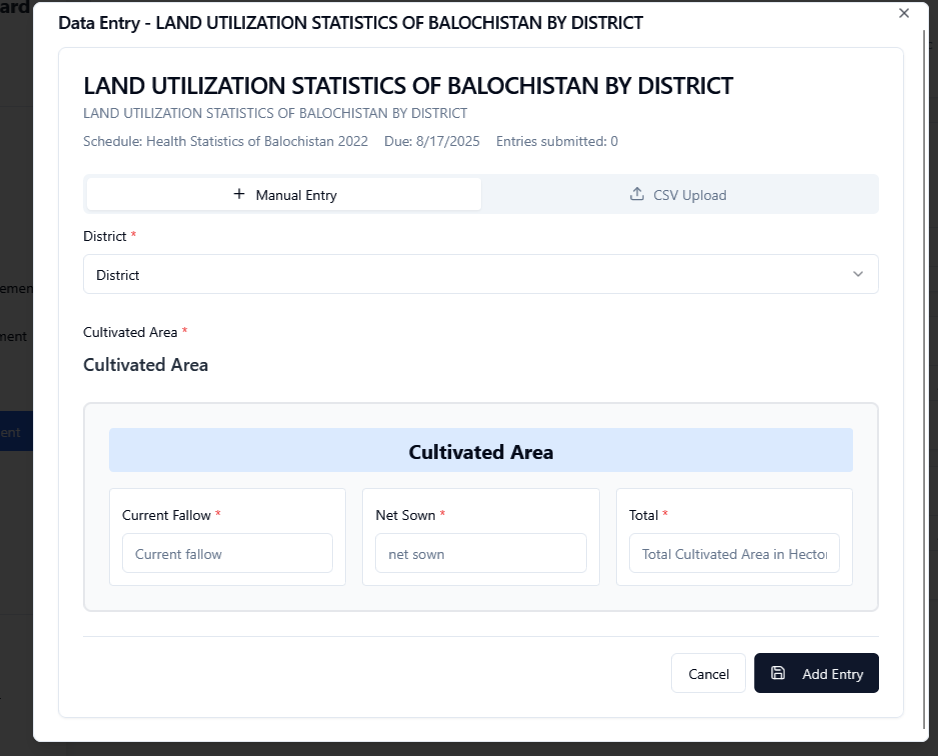 ard
Data Entry - LAND UTILIZATION STATISTICS OF BALOCHISTAN BY DISTRICT
LAND UTILIZATION STATISTICS OF BALOCHISTAN BY DISTRICT
LAND UTILIZATION STATISTICS OF BALOCHISTAN BY DISTRICT
Schedule: Health Statistics of Balochistan 2022 Due: 8/17/2025 Entries submitted: 0
+ Manual Entry CSV Upload
District *
District
ement
Cultivated Area *
ment
Cultivated Area
ent
Cultivated Area
Current Fallow * Net Sown * Total *
Current fallow net sown Total Cultivated Area in Hector
Cancel Add Entry